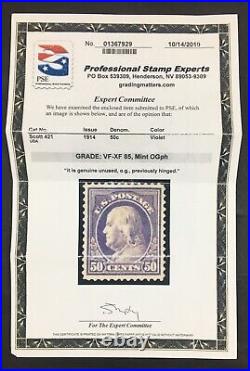 No. 01367929 10/14/2019
Professional Stamp Experts
PO Box 539309, Henderson, NV 89053-9309
gradingmatters.com
PSE
Expert Committee
We have examined the enclosed item submitted to PSE, of which
an image is shown below, and are of the opinion that:
Cat No. Issue Denom. Color
Scott 421 1914 50c Violet
USA
GRADE: VF-XF 85, Mint OGph
"it is genuine unused, o.g., previously hinged."
U.S. POSTAGE
50 CENTS 50
For The Expert Committee